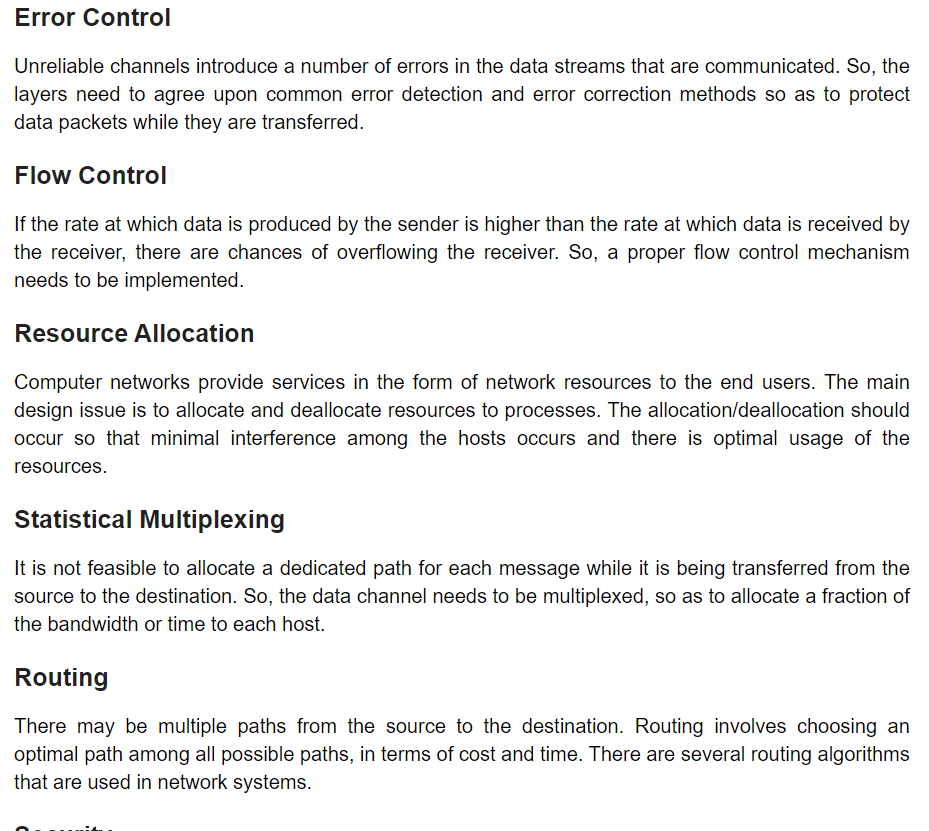 Error Control
Unreliable channels introduce a number of errors in the data streams that are communicated. So, the
layers need to agree upon common error detection and error correction methods so as to protect
data packets while they are transferred.
Flow Control
If the rate at which data is produced by the sender is higher than the rate at which data is received by
the receiver, there are chances of overflowing the receiver. So, a proper flow control mechanism
needs to be implemented.
Resource Allocation
Computer networks provide services in the form of network resources to the end users. The main
design issue is to allocate and deallocate resources to processes. The allocation/deallocation should
occur so that minimal interference among the hosts occurs and there is optimal usage of the
resources.
Statistical Multiplexing
It is not feasible to allocate a dedicated path for each message while it is being transferred from the
source to the destination. So, the data channel needs to be multiplexed, so as to allocate a fraction of
the bandwidth or time to each host.
Routing
There may be multiple paths from the source to the destination. Routing involves choosing an
optimal path among all possible paths, in terms of cost and time. There are several routing algorithms
that are used in network systems.